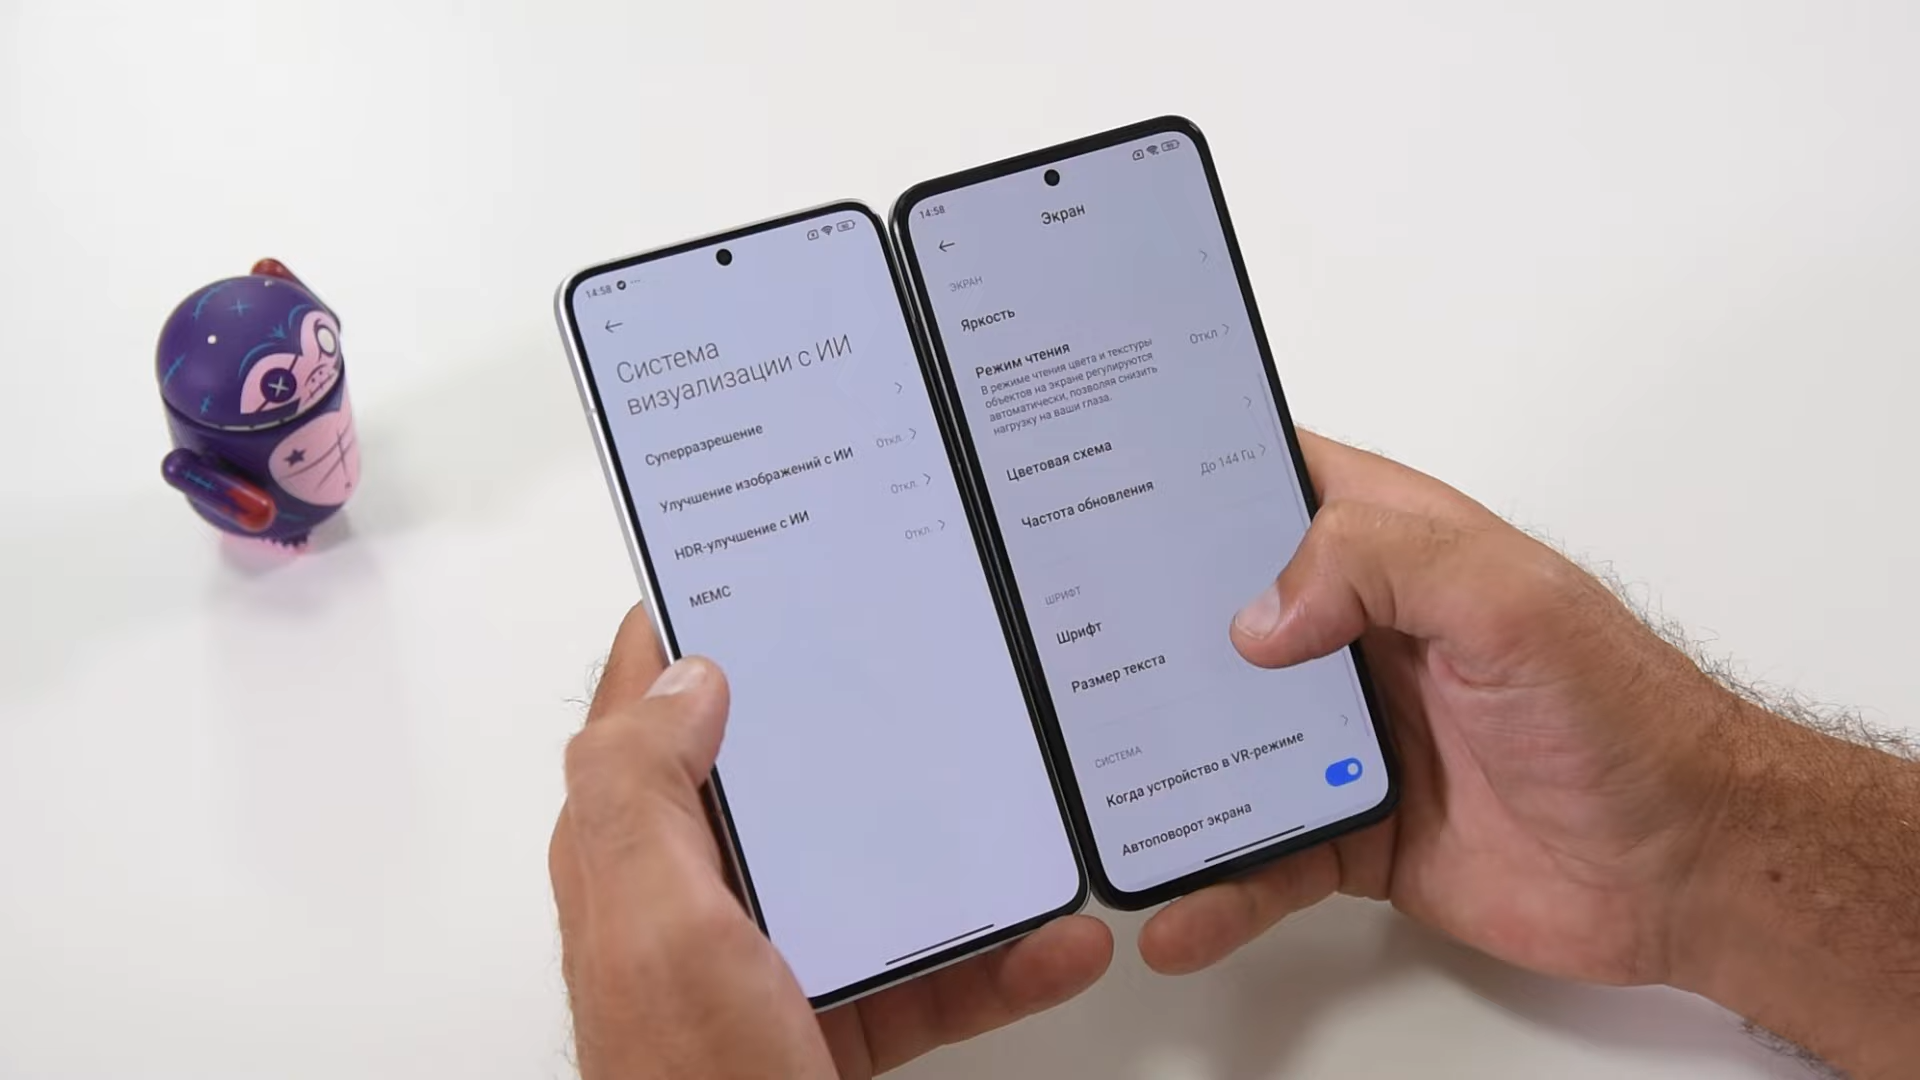 14:58
Система
визуализации с ИИ
Суперразрешение
Улучшение изображений с ИИ
Откл.
HDR-улучшение с ИИ
Откл.
MEMC
Откл.
14:58
Экран
ЭКРАН
Яркость
Режим чтения
В режиме чтения цвета и текстуры
объектов на экране регулируются
автоматически, позволяя снизить
нагрузку на ваши глаза.
Откл
Цветовая схема
Частота обновления
До 144 Гц
ШРИФТ
Шрифт
Размер текста
СИСТЕМА
Когда устройство в VR-режиме
Автоповорот экрана